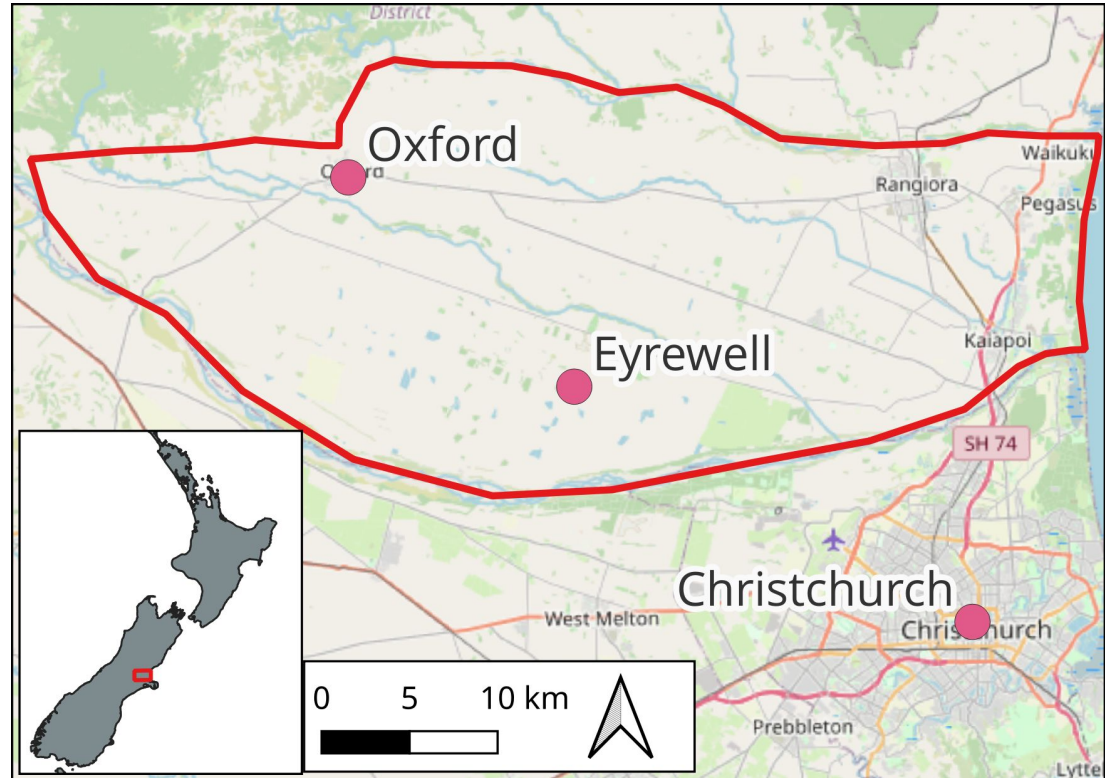 District
Oxford
Waikuku
Rangiora
Pegasus
Kaiapoi
Eyrewell
SH 74
Christchurch
Christchurch
West Melton
0 5 10 km
Prebbleton